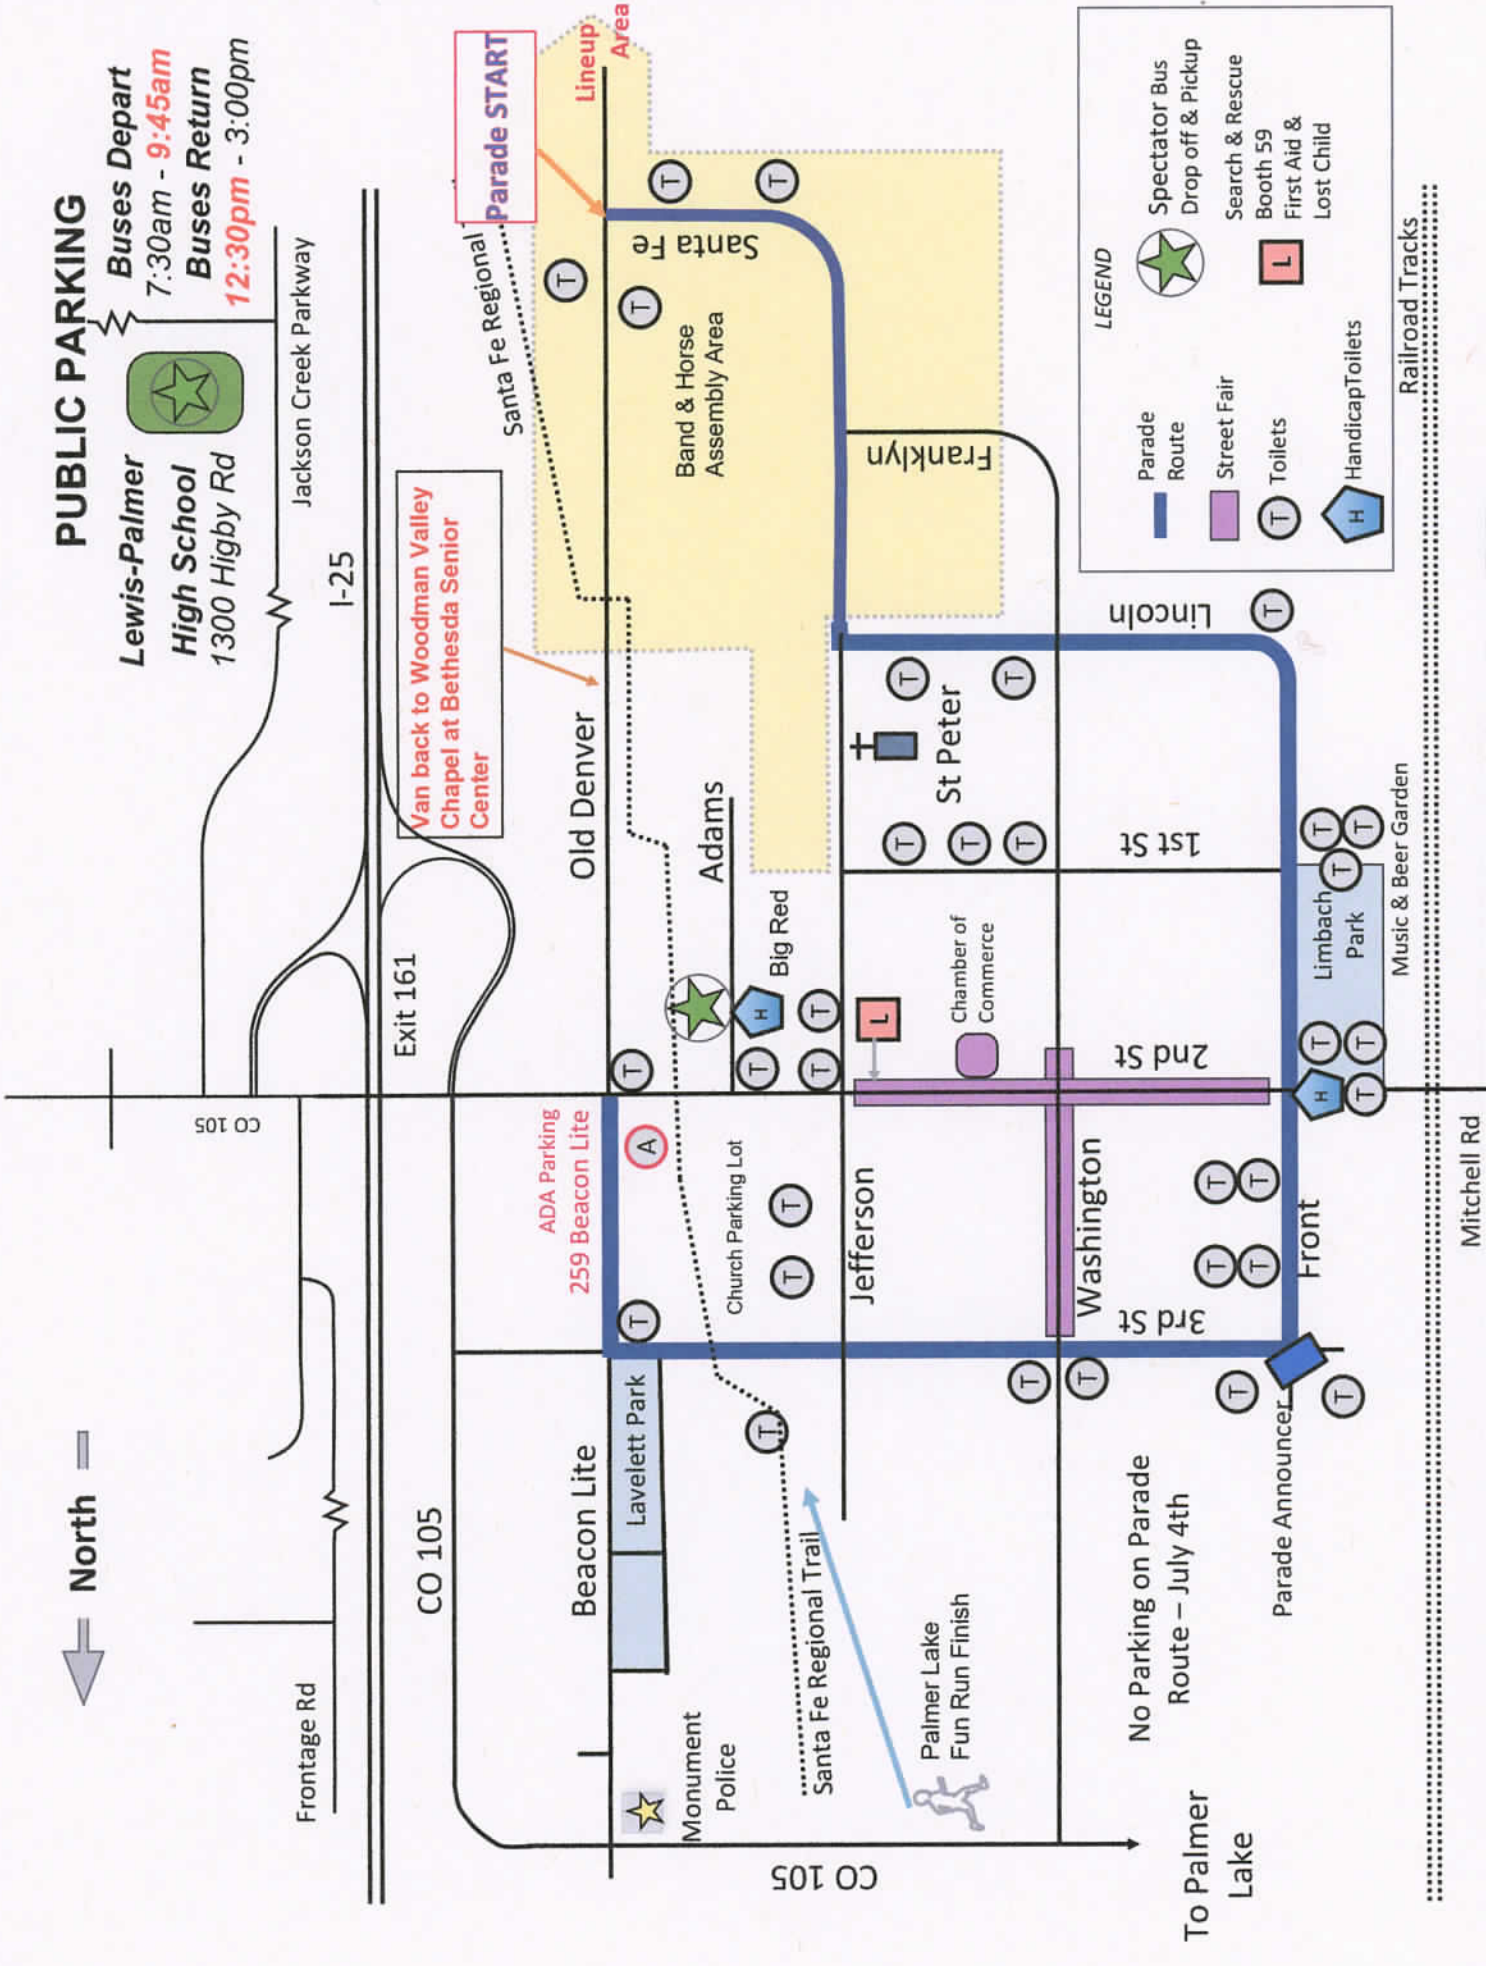 PUBLIC PARKING
Lewis-Palmer
High School
1300 Higby Rd
Buses Depart
7:30am - 9:45am
Buses Return
12:30pm - 3:00pm
North
Jackson Creek Parkway
I-25
CO 105
Frontage Rd
Exit 161
CO 105
Van back to Woodman Valley
Chapel at Bethesda Senior
Center
Parade START
Lineup
Area
Santa Fe Regional
Old Denver
Santa Fe
T
T
T
T
Band & Horse
Assembly Area
Franklyn
ADA Parking
259 Beacon Lite
A
Beacon Lite
Lavelett Park
T
T
Monument
Police
Adams
Big Red
H
T
T
T
Church Parking Lot
T
T
T
Santa Fe Regional Trail
Palmer Lake
Fun Run Finish
CO 105
To Palmer
Lake
Jefferson
L
Chamber of
Commerce
St Peter
T
T
T
T
T
Washington
1st St
2nd St
3rd St
Lincoln
T
T
T
T
T
T
T
No Parking on Parade
Route – July 4th
Parade Announcer
T
T
Front
H
T
T
T
Limbach
Park
T
T
T
Music & Beer Garden
Mitchell Rd
Railroad Tracks
LEGEND
Parade
Route
Street Fair
T
Toilets
H
HandicapToilets
Spectator Bus
Drop off & Pickup
L
Search & Rescue
Booth 59
First Aid &
Lost Child